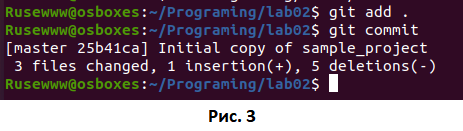 Rusewww@osboxes:~/Programing/lab02$ git add .
Rusewww@osboxes:~/Programing/lab02$ git commit
[master 25b41ca] Initial copy of sample_project
 3 files changed, 1 insertion(+), 5 deletions(-)
Rusewww@osboxes:~/Programing/lab02$
Рис. 3